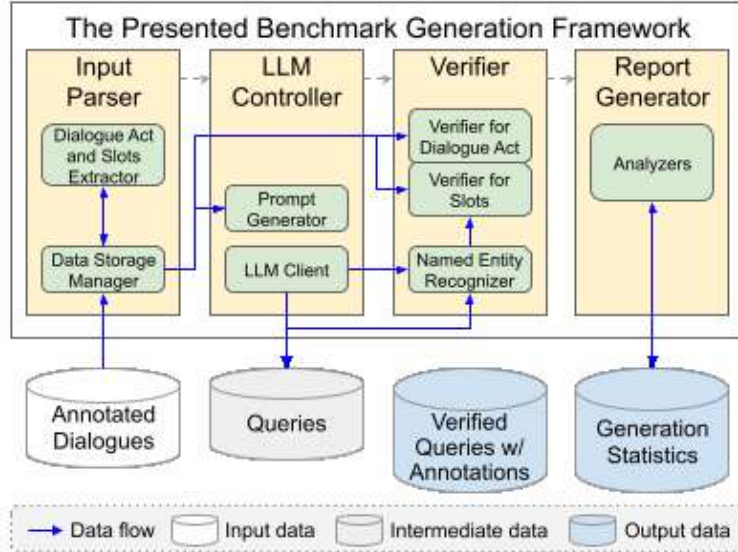 The Presented Benchmark Generation Framework
Input
Parser
LLM
Controller
Verifier
Report
Generator
Dialogue Act
and Slots
Extractor
Data Storage
Manager
Prompt
Generator
LLM Client
Verifier for
Dialogue Act
Verifier for
Slots
Named Entity
Recognizer
Analyzers
Annotated
Dialogues
Queries
Verified
Queries w/
Annotations
Generation
Statistics
Data flow
Input data
Intermediate data
Output data